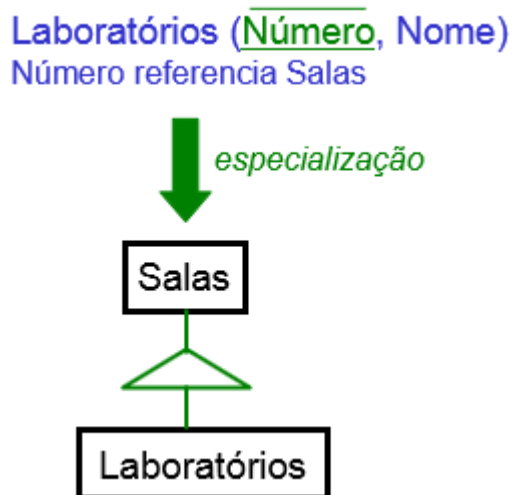 Laboratórios (Número, Nome)
Número referencia Salas
especialização
Salas
Laboratórios